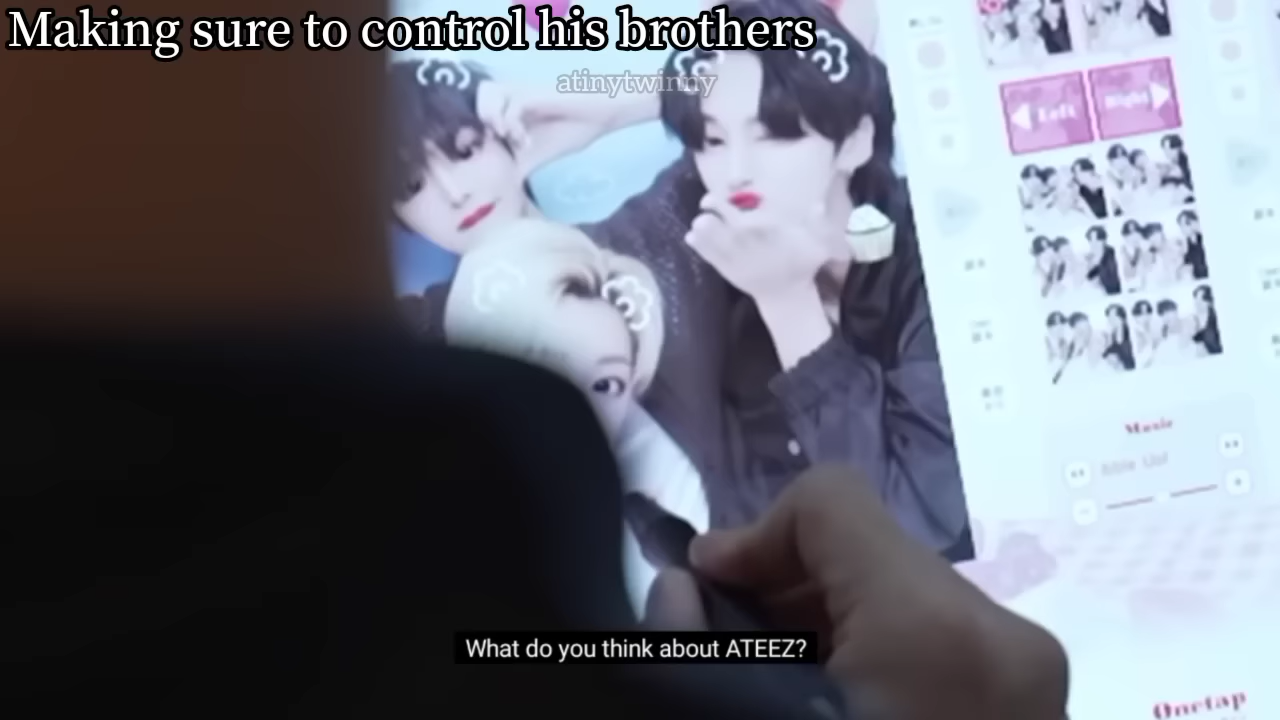 Making sure to control his brothers
atinytwinny
Left
Right
Music
What do you think about ATEEZ?
Onetap